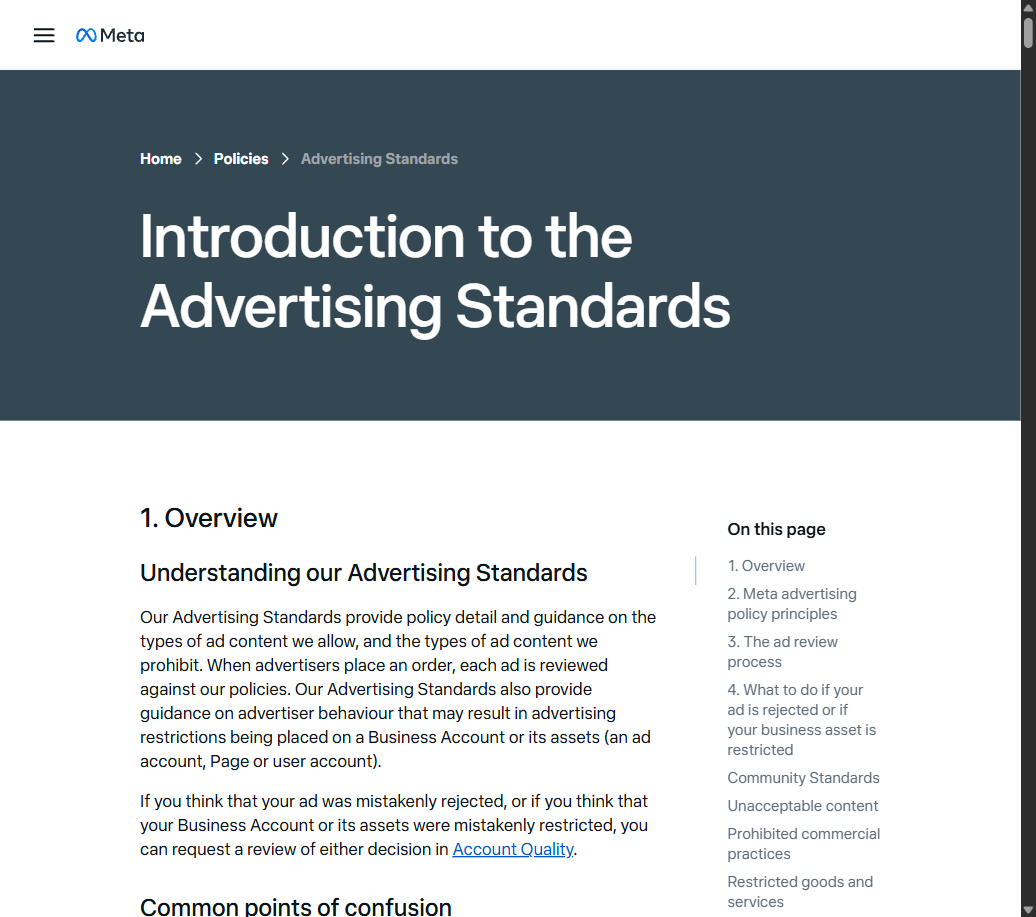 Meta
Home > Policies > Advertising Standards
Introduction to the
Advertising Standards
1. Overview
Understanding our Advertising Standards
Our Advertising Standards provide policy detail and guidance on the
types of ad content we allow, and the types of ad content we
prohibit. When advertisers place an order, each ad is reviewed
against our policies. Our Advertising Standards also provide
guidance on advertiser behaviour that may result in advertising
restrictions being placed on a Business Account or its assets (an ad
account, Page or user account).
If you think that your ad was mistakenly rejected, or if you think that
your Business Account or its assets were mistakenly restricted, you
can request a review of either decision in Account Quality.
Common points of confusion
On this page
1. Overview
2. Meta advertising
policy principles
3. The ad review
process
4. What to do if your
ad is rejected or if
your business asset is
restricted
Community Standards
Unacceptable content
Prohibited commercial
practices
Restricted goods and
services